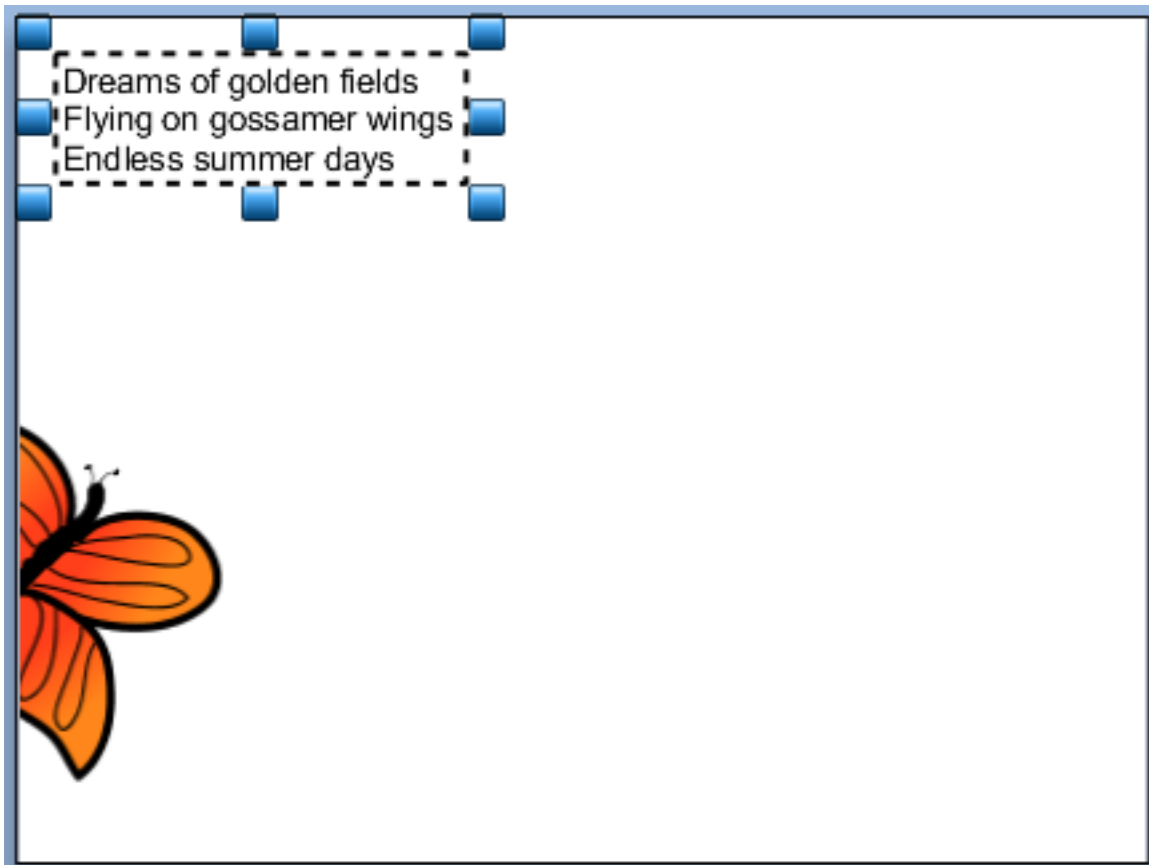 Dreams of golden fields
Flying on gossamer wings
Endless summer days